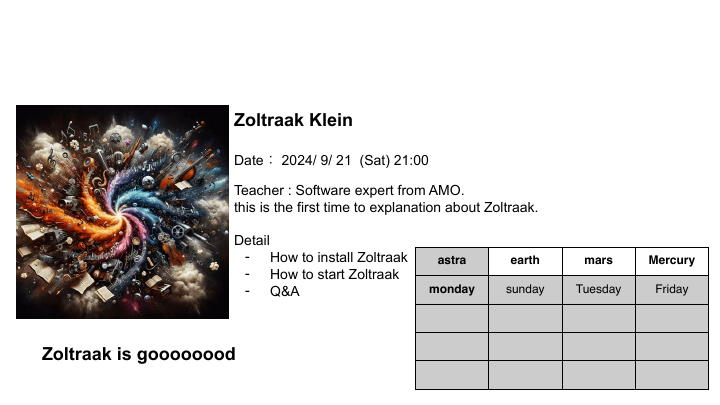 Zoltraak Klein
Date： 2024/ 9/ 21 (Sat) 21:00
Teacher : Software expert from AMO.
this is the first time to explanation about Zoltraak.
Detail
- How to install Zoltraak
- How to start Zoltraak
- Q&A
astra earth mars Mercury
monday sunday Tuesday Friday
Zoltraak is goooooood